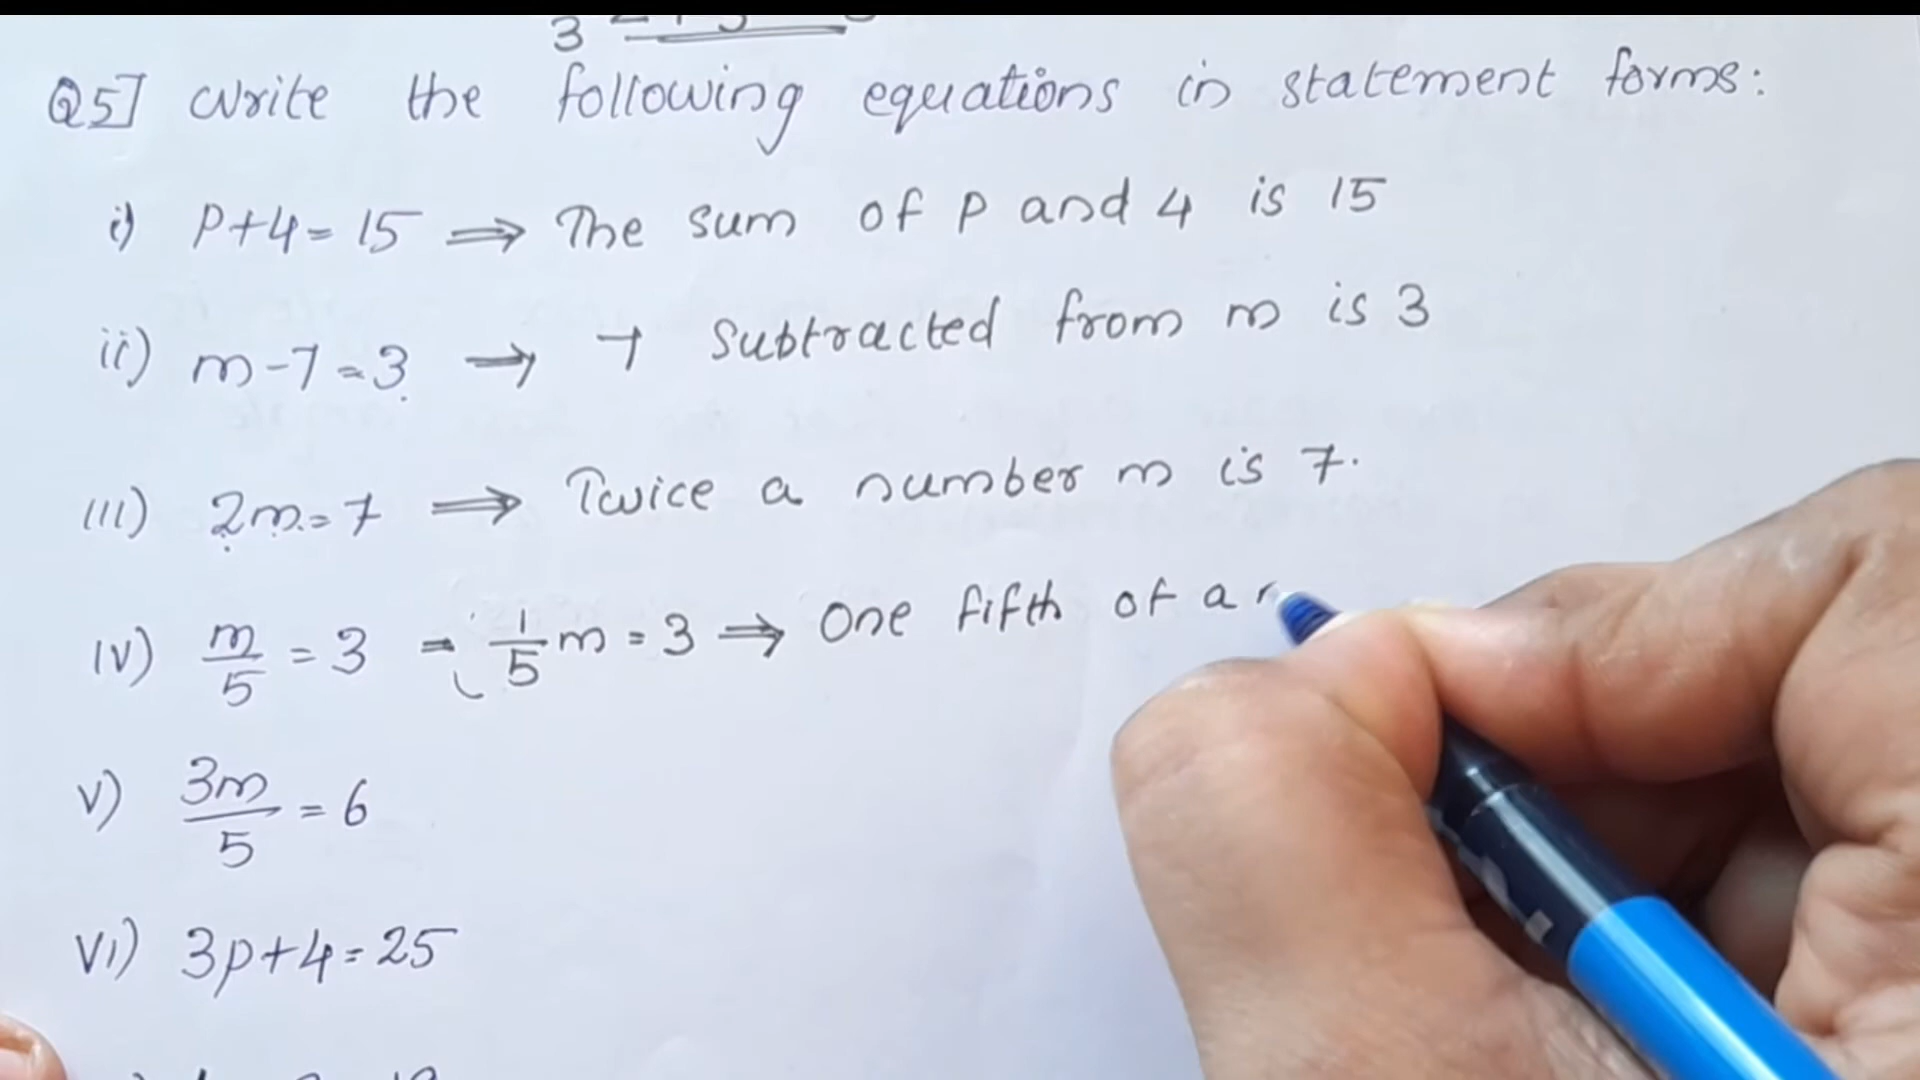 3
Q5] Write the following equations in statement forms:
i) P+4=15 ⟹ The sum of P and 4 is 15
ii) m-7=3 → 7 Subtracted from m is 3
iii) 2m=7 ⟹ Twice a number m is 7.
iv) m/5 = 3 - 1/5 m = 3 ⟹ One fifth of a
v) 3m/5 = 6
vi) 3p+4=25